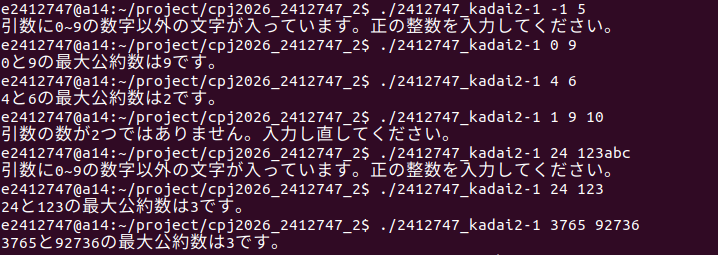 e2412747@a14:~/project/cpj2026_2412747_2$ ./2412747_kadai2-1 -1 5
引数に0~9の数字以外の文字が入っています。正の整数を入力してください。
e2412747@a14:~/project/cpj2026_2412747_2$ ./2412747_kadai2-1 0 9
0と9の最大公約数は9です。
e2412747@a14:~/project/cpj2026_2412747_2$ ./2412747_kadai2-1 4 6
4と6の最大公約数は2です。
e2412747@a14:~/project/cpj2026_2412747_2$ ./2412747_kadai2-1 1 9 10
引数の数が2つではありません。入力し直してください。
e2412747@a14:~/project/cpj2026_2412747_2$ ./2412747_kadai2-1 24 123abc
引数に0~9の数字以外の文字が入っています。正の整数を入力してください。
e2412747@a14:~/project/cpj2026_2412747_2$ ./2412747_kadai2-1 24 123
24と123の最大公約数は3です。
e2412747@a14:~/project/cpj2026_2412747_2$ ./2412747_kadai2-1 3765 92736
3765と92736の最大公約数は3です。